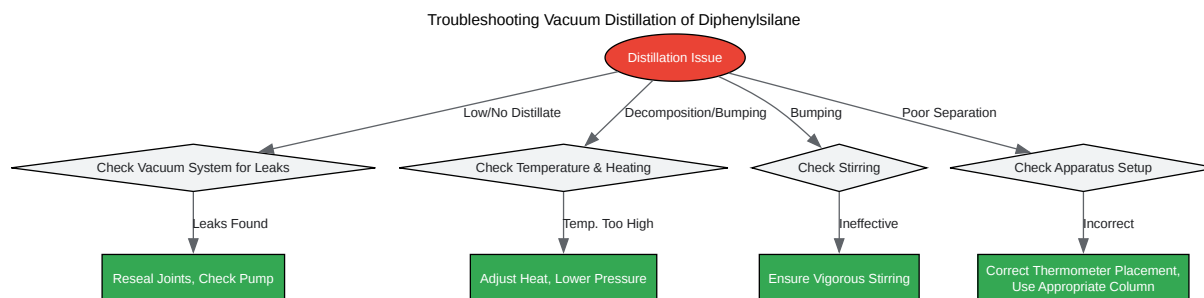 Troubleshooting Vacuum Distillation of Diphenylsilane
Distillation Issue
Low/No Distillate
Decomposition/Bumping
Bumping
Poor Separation
Check Vacuum System for Leaks
Check Temperature & Heating
Check Stirring
Check Apparatus Setup
Leaks Found
Temp. Too High
Ineffective
Incorrect
Reseal Joints, Check Pump
Adjust Heat, Lower Pressure
Ensure Vigorous Stirring
Correct Thermometer Placement,
Use Appropriate Column